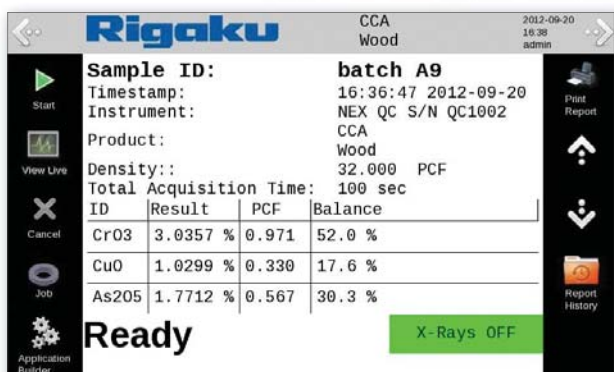 Rigaku
CCA
Wood
2012-09-20
16:38
admin
Start
View Live
Cancel
Job
Application
Builder
Sample ID: batch A9
Timestamp: 16:36:47 2012-09-20
Instrument: NEX QC S/N QC1002
Product: CCA
Wood
Density:: 32.000 PCF
Total Acquisition Time: 100 sec
ID Result PCF Balance
CrO3 3.0357 % 0.971 52.0 %
CuO 1.0299 % 0.330 17.6 %
As2O5 1.7712 % 0.567 30.3 %
Ready
X-Rays OFF
Print
Report
Report
History